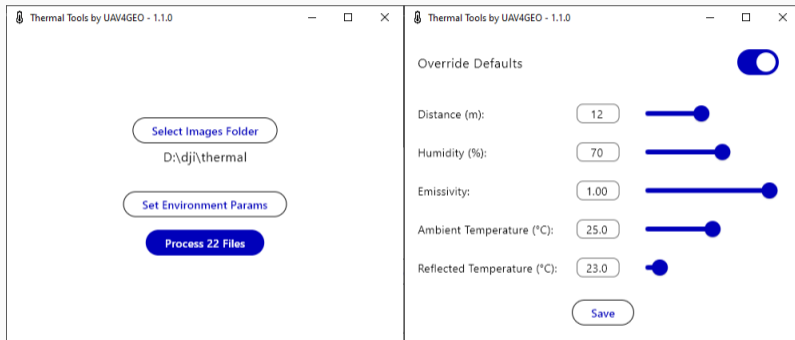 Thermal Tools by UAV4GEO - 1.1.0
Select Images Folder
D:\dji\thermal
Set Environment Params
Process 22 Files
Thermal Tools by UAV4GEO - 1.1.0
Override Defaults
Distance (m): 12
Humidity (%): 70
Emissivity: 1.00
Ambient Temperature (°C): 25.0
Reflected Temperature (°C): 23.0
Save